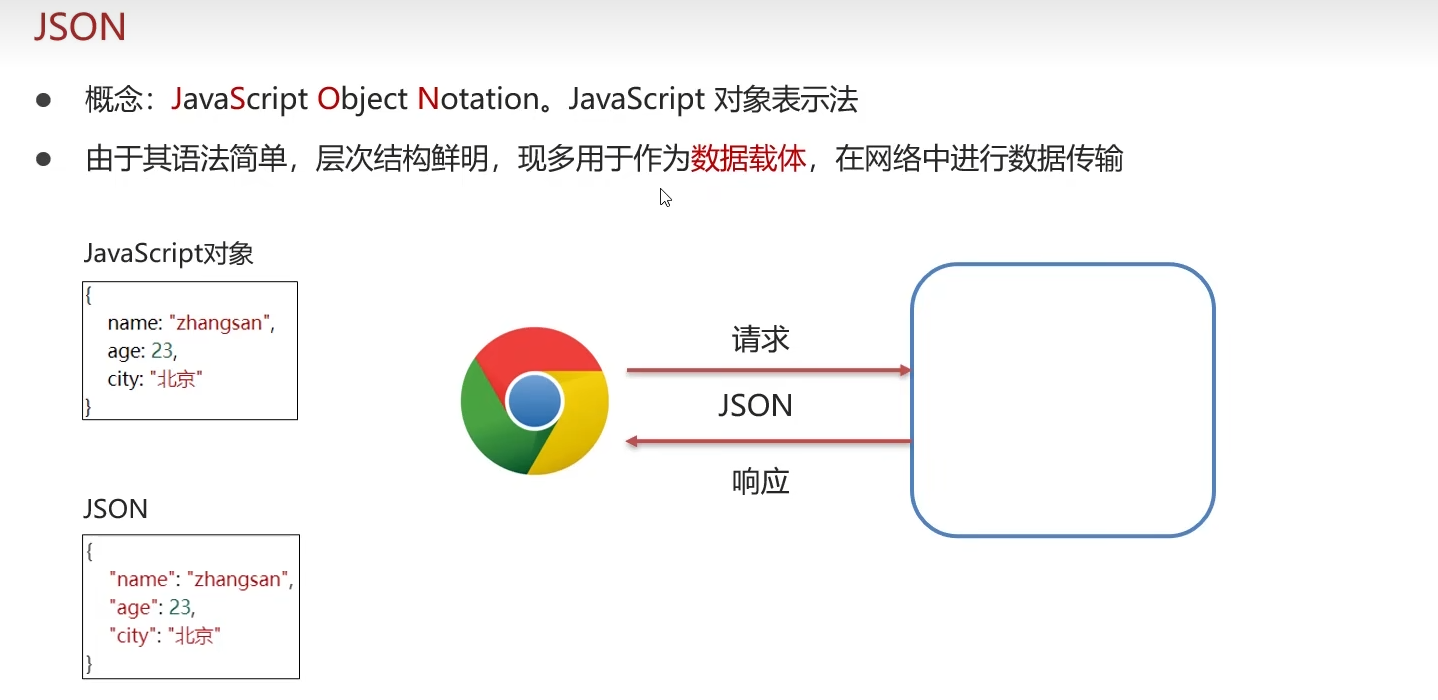 JSON
概念：JavaScript Object Notation。JavaScript 对象表示法
由于其语法简单，层次结构鲜明，现多用于作为数据载体，在网络中进行数据传输
JavaScript对象
{
name: "zhangsan",
age: 23,
city: "北京"
}
请求
JSON
响应
JSON
{
"name": "zhangsan",
"age": 23,
"city": "北京"
}